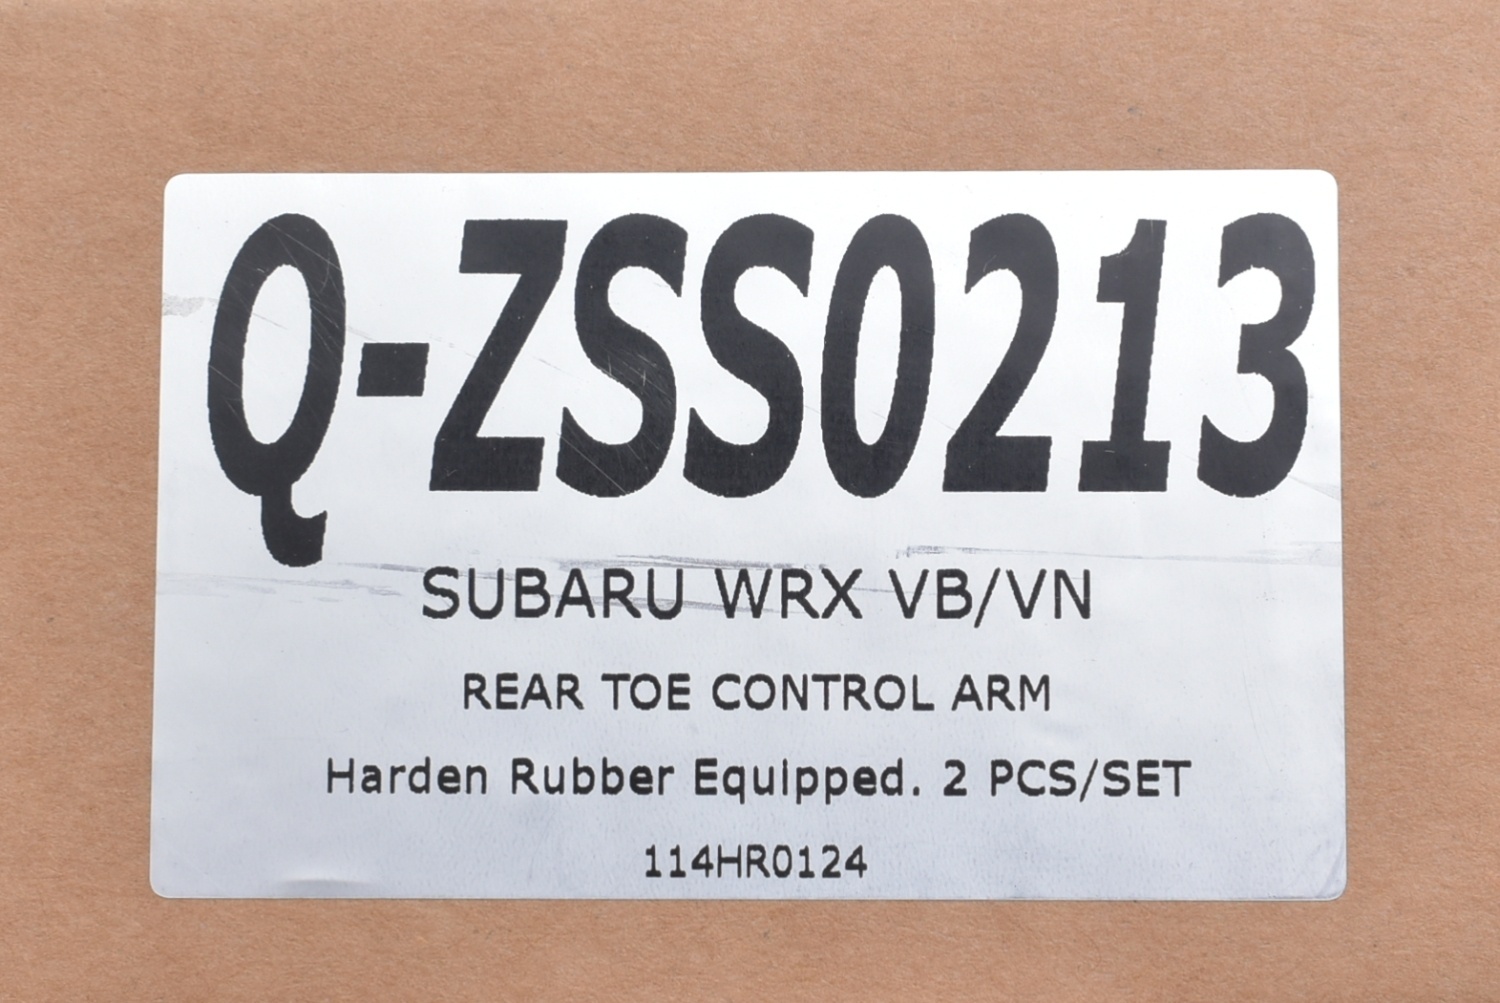 Q-ZSS0213
SUBARU WRX VB/VN
REAR TOE CONTROL ARM
Harden Rubber Equipped. 2 PCS/SET
114HR0124